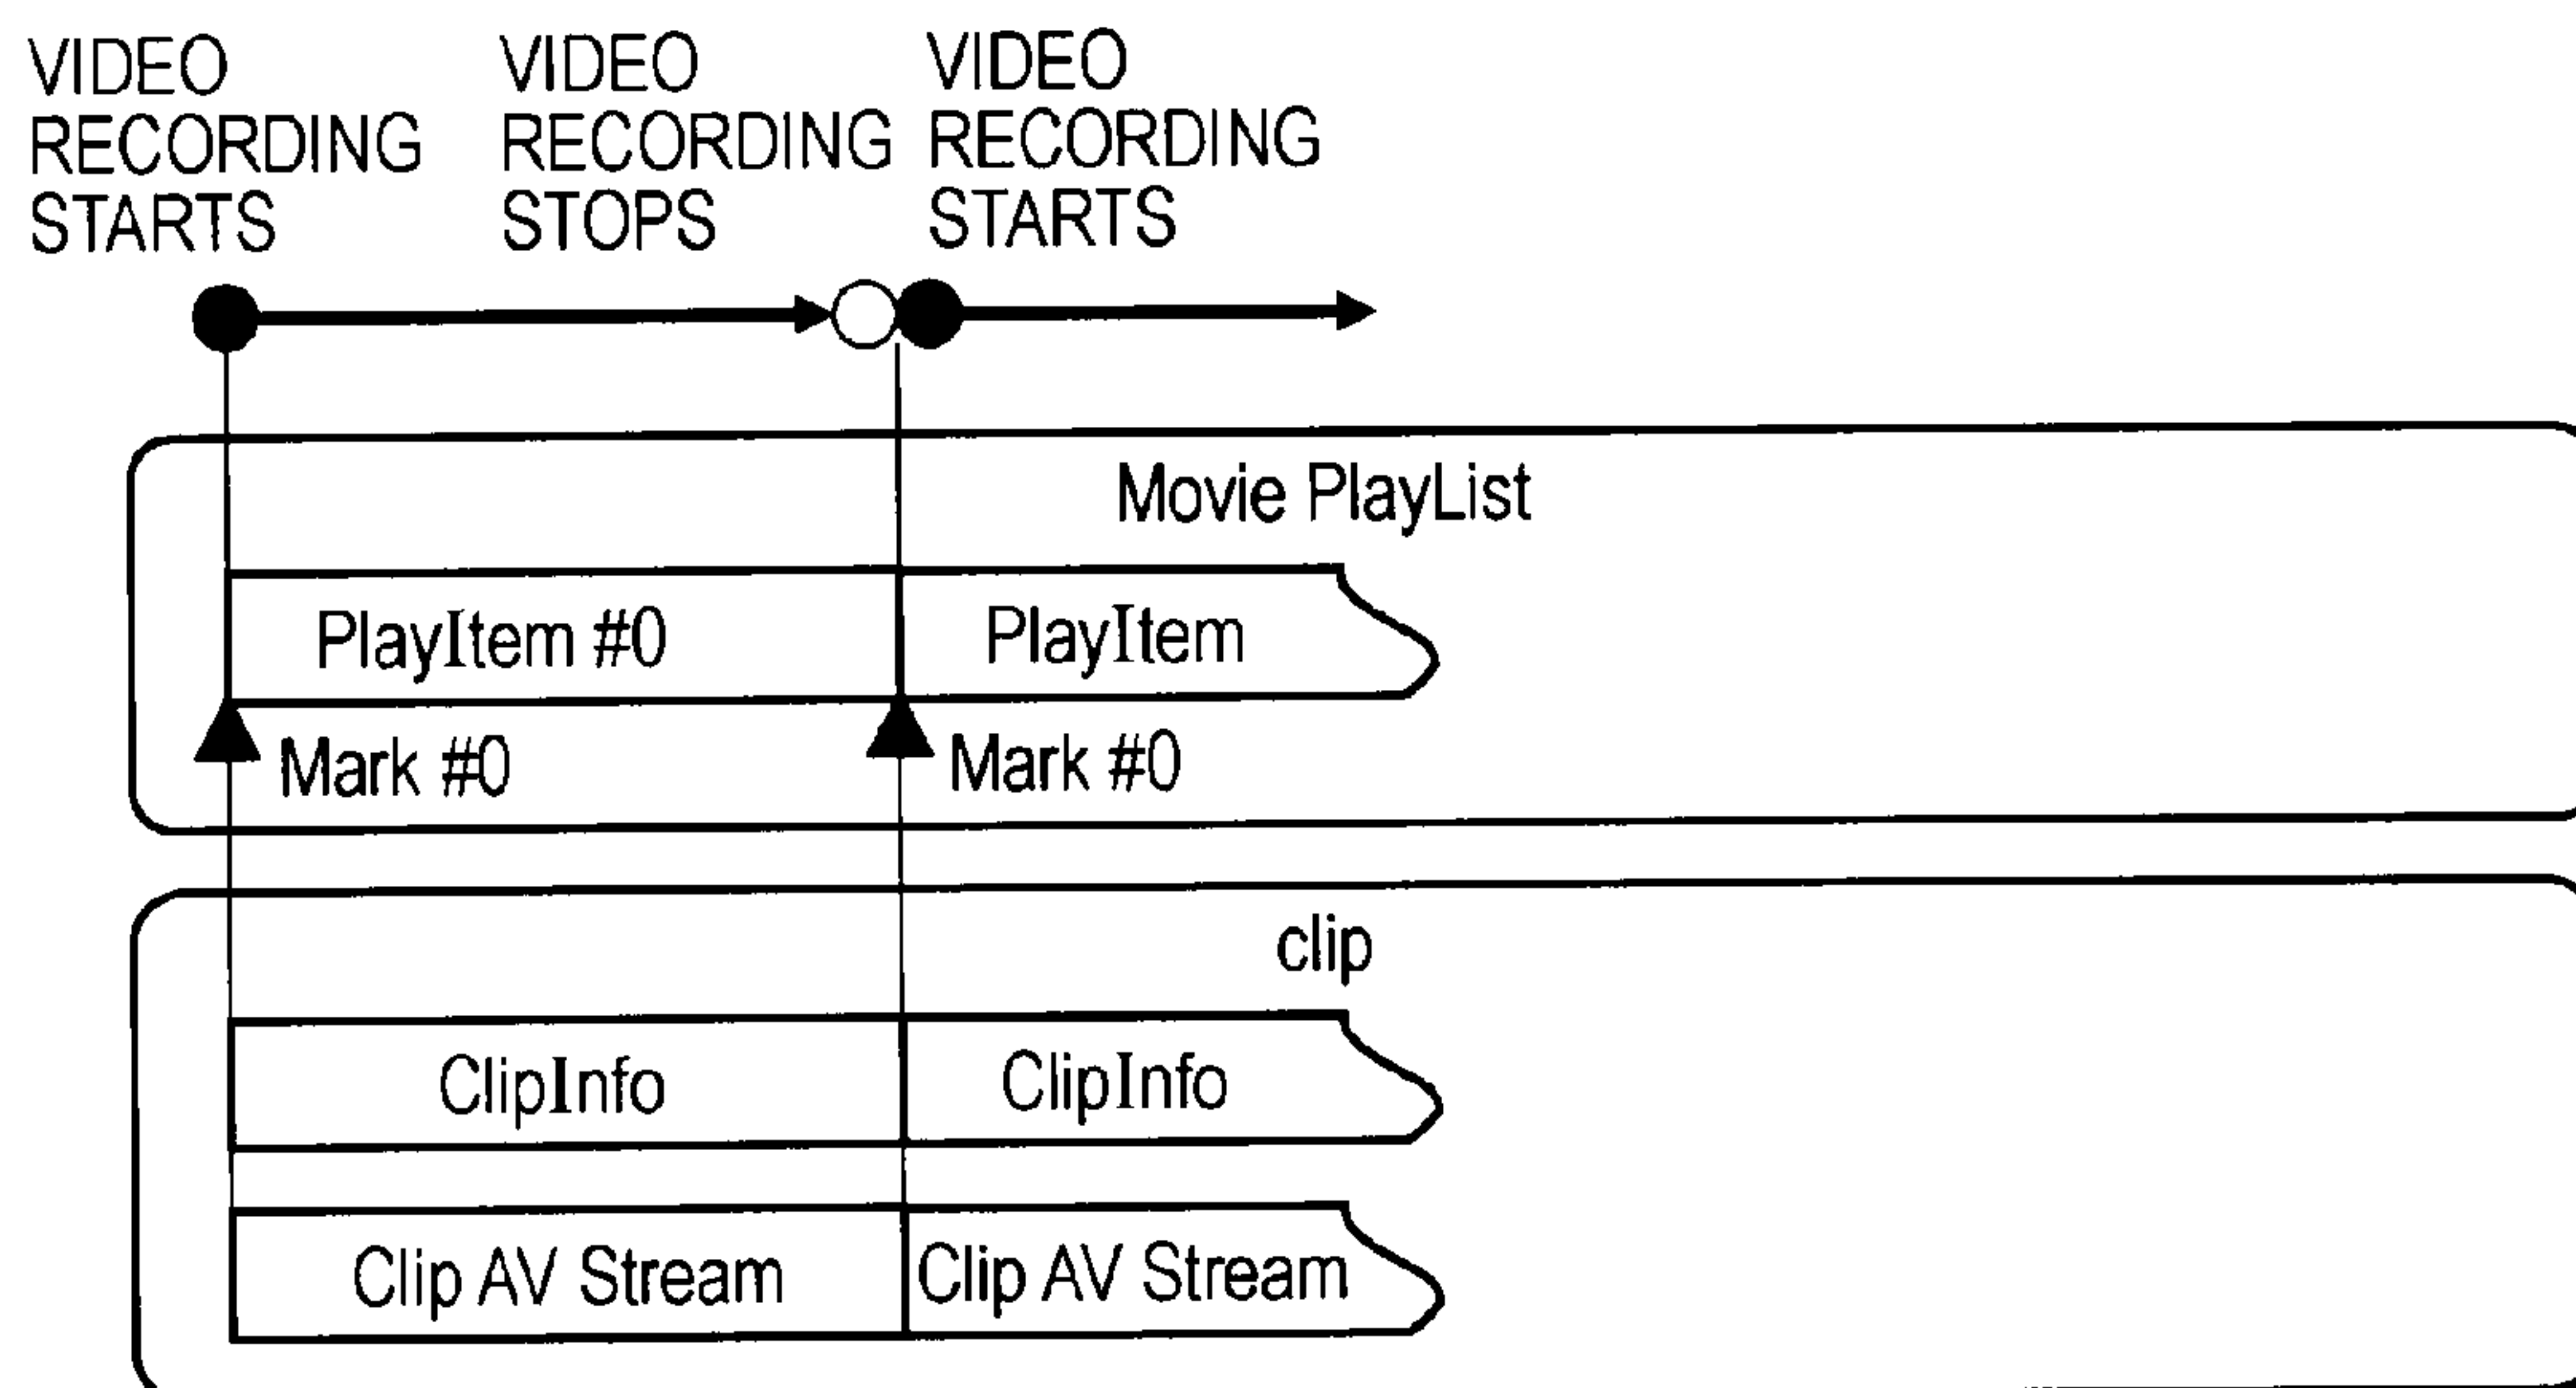 VIDEO
RECORDING
STARTS
VIDEO
RECORDING
STOPS
VIDEO
RECORDING
STARTS
Movie PlayList
PlayItem #0
PlayItem
Mark #0
Mark #0
clip
ClipInfo
ClipInfo
Clip AV Stream
Clip AV Stream